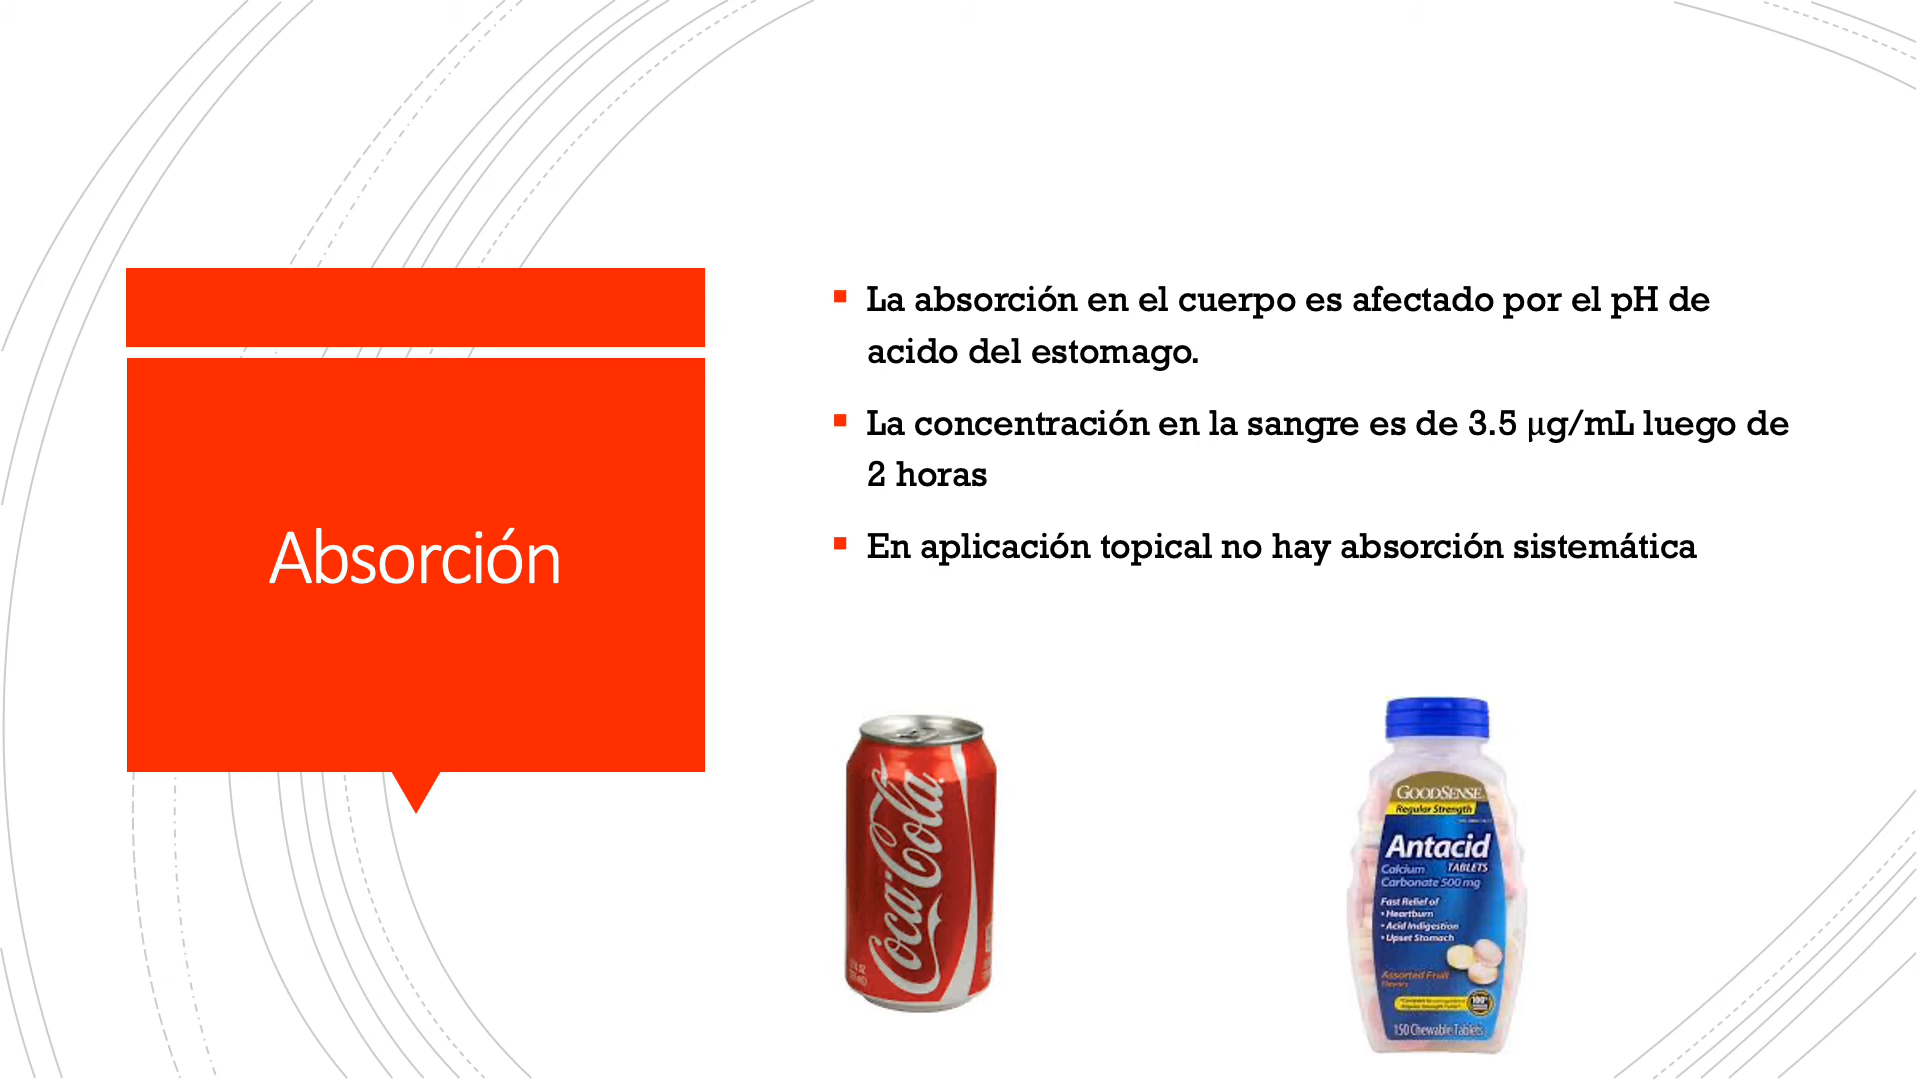 Absorción
La absorción en el cuerpo es afectado por el pH de
acido del estomago.
La concentración en la sangre es de 3.5 µg/mL luego de
2 horas
En aplicación topical no hay absorción sistemática
Coca-Cola
GOODSENSE
Regular Strength
Antacid
Calcium TABLETS
Carbonate 500 mg
Fast Relief of
• Heartburn
• Acid Indigestion
• Upset Stomach
Assorted Fruit
Flavors
100%
150 Chewable Tablets